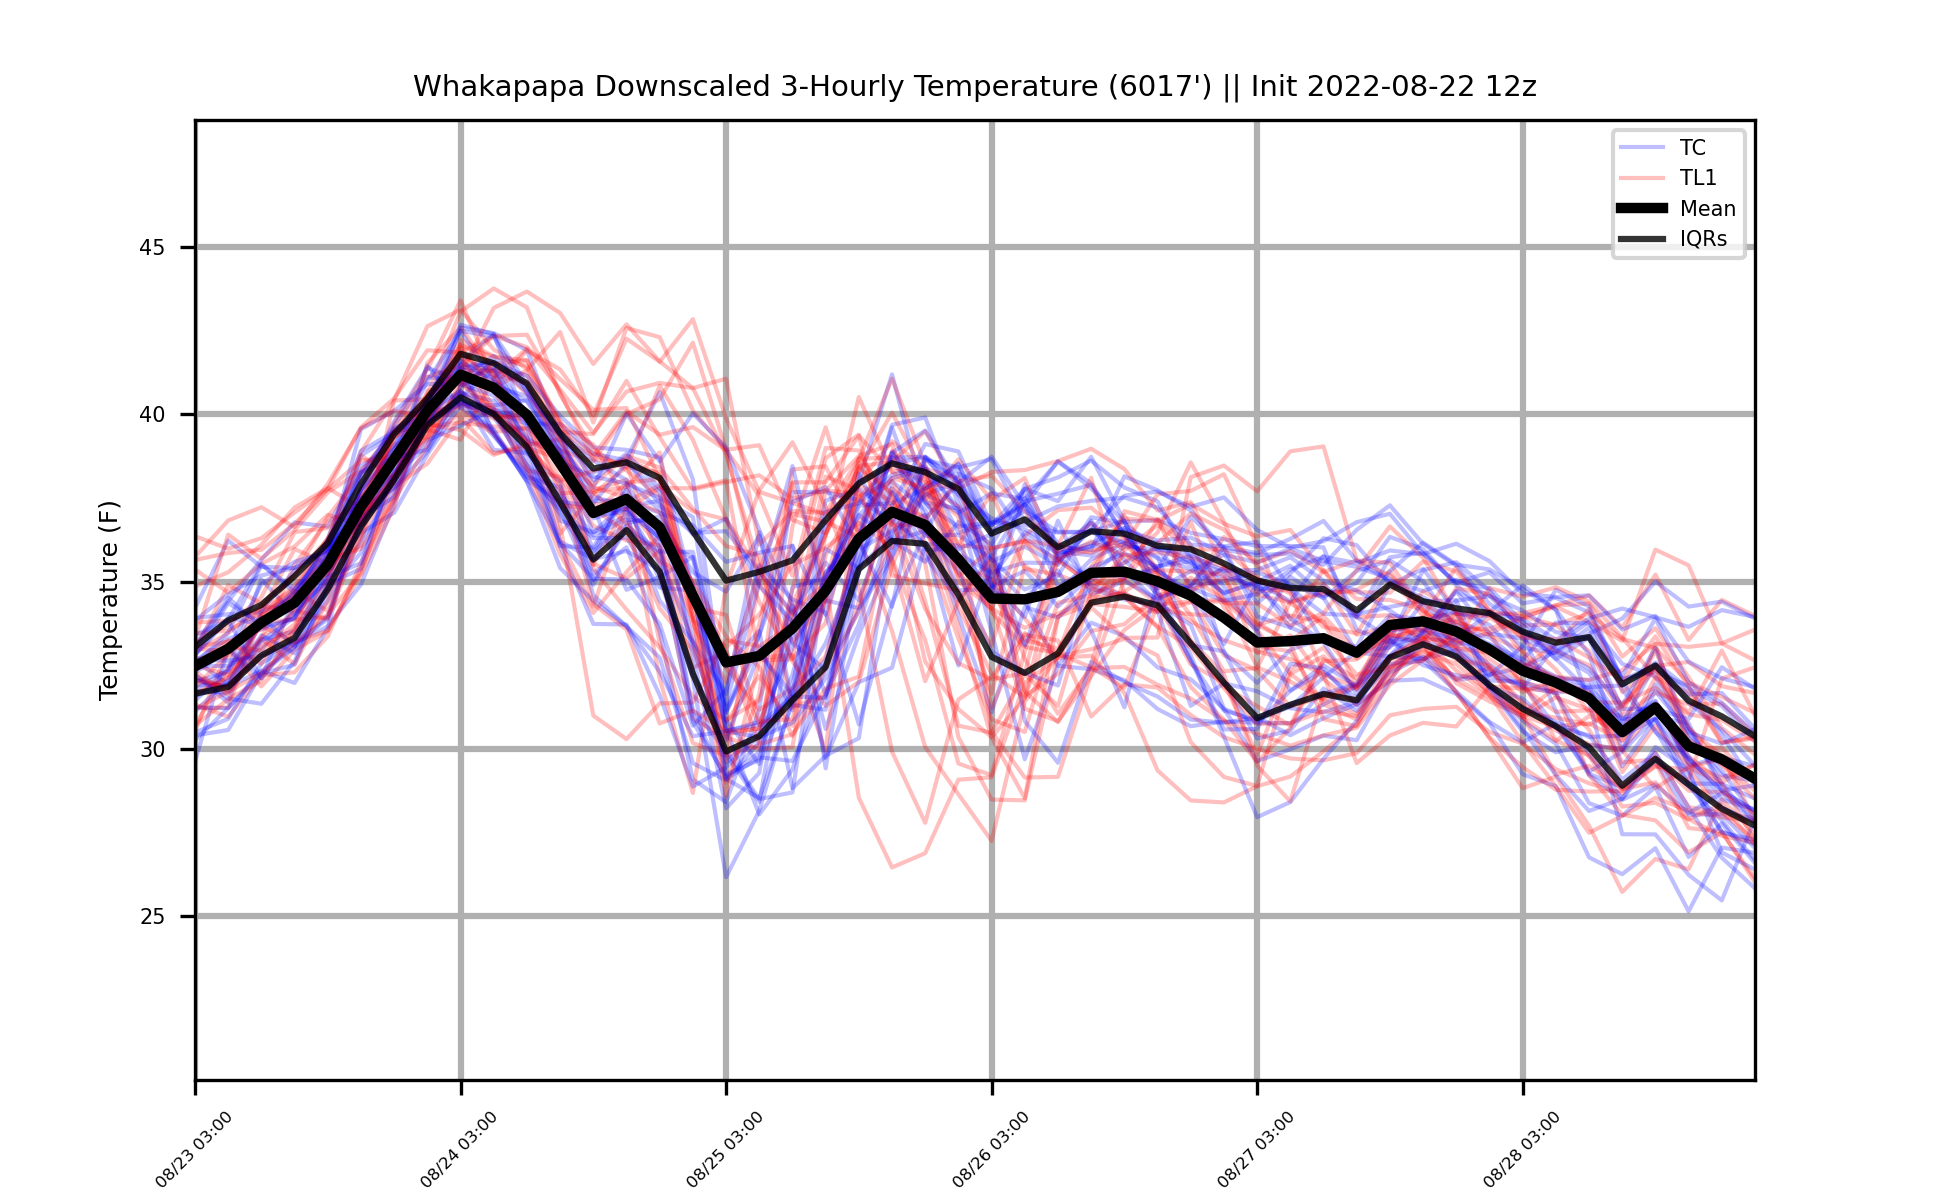 Whakapapa Downscaled 3-Hourly Temperature (6017') || Init 2022-08-22 12z
TC
TL1
Mean
IQRs
Temperature (F)
45
40
35
30
25
08/23 03:00
08/24 03:00
08/25 03:00
08/26 03:00
08/27 03:00
08/28 03:00